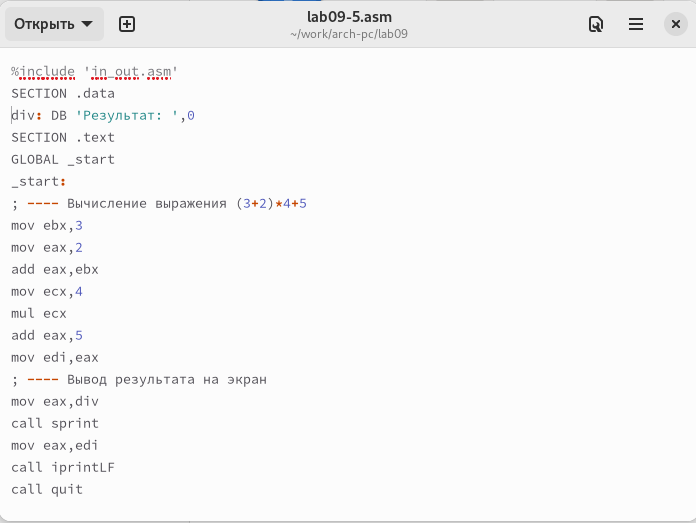 Открыть
lab09-5.asm
~/work/arch-pc/lab09
%include 'in_out.asm'
SECTION .data
div: DB 'Результат: ',0
SECTION .text
GLOBAL _start
_start:
; ---- Вычисление выражения (3+2)*4+5
mov ebx,3
mov eax,2
add eax,ebx
mov ecx,4
mul ecx
add eax,5
mov edi,eax
; ---- Вывод результата на экран
mov eax,div
call sprint
mov eax,edi
call iprintLF
call quit